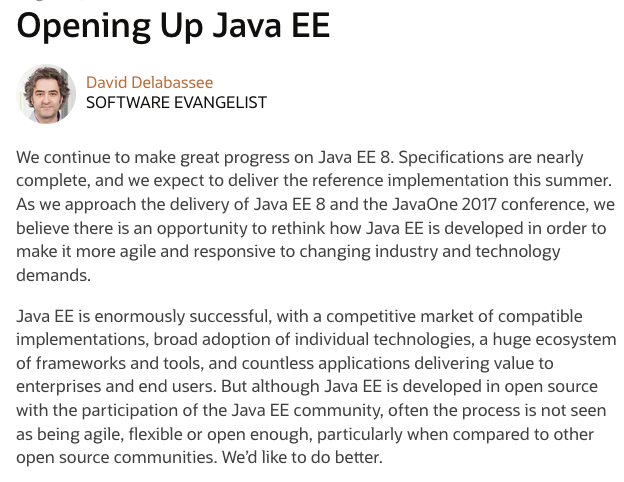 Opening Up Java EE
David Delabassee
SOFTWARE EVANGELIST
We continue to make great progress on Java EE 8. Specifications are nearly
complete, and we expect to deliver the reference implementation this summer.
As we approach the delivery of Java EE 8 and the JavaOne 2017 conference, we
believe there is an opportunity to rethink how Java EE is developed in order to
make it more agile and responsive to changing industry and technology
demands.
Java EE is enormously successful, with a competitive market of compatible
implementations, broad adoption of individual technologies, a huge ecosystem
of frameworks and tools, and countless applications delivering value to
enterprises and end users. But although Java EE is developed in open source
with the participation of the Java EE community, often the process is not seen
as being agile, flexible or open enough, particularly when compared to other
open source communities. We’d like to do better.